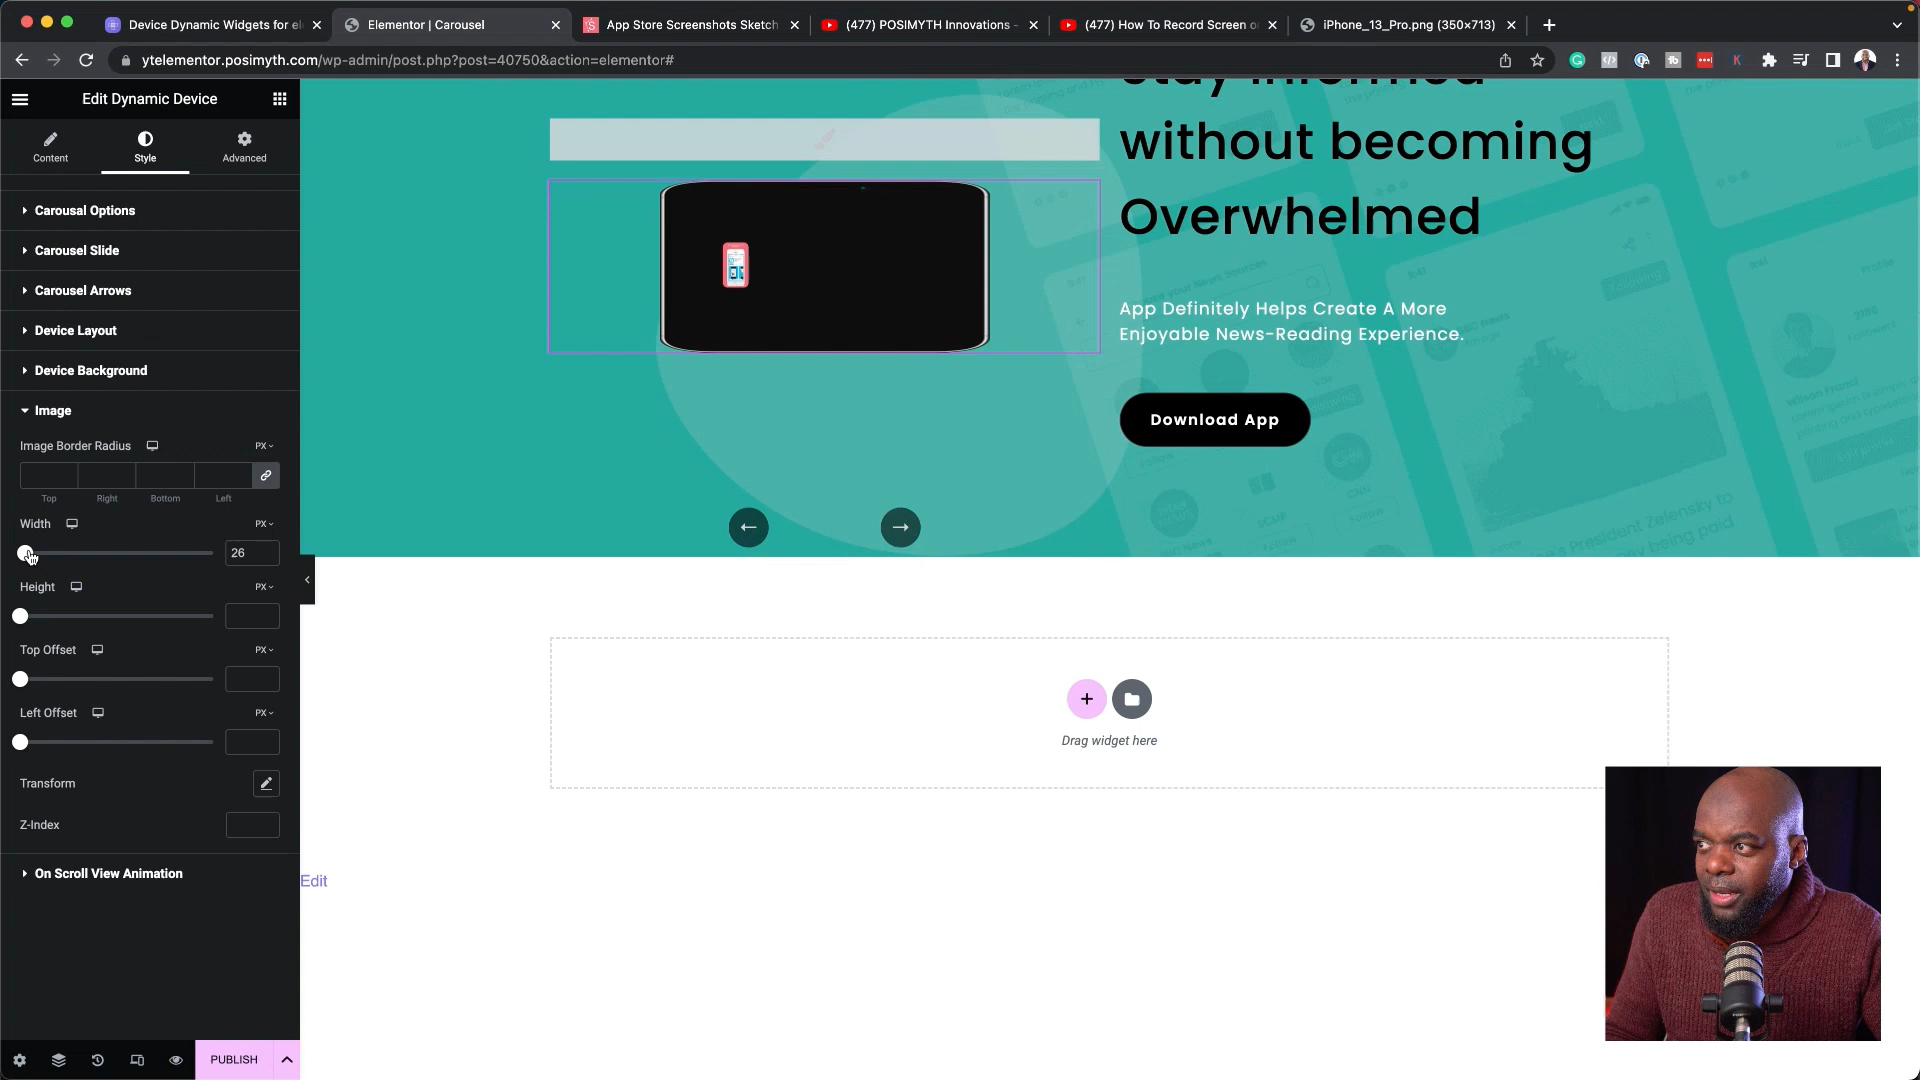 Device Dynamic Widgets for el
Elementor | Carousel
App Store Screenshots Sketch
(477) POSIMYTH Innovations -
(477) How To Record Screen o
iPhone_13_Pro.png (350×713)
ytelementor.posimyth.com/wp-admin/post.php?post=40750&action=elementor#
Edit Dynamic Device
Content
Style
Advanced
Carousal Options
Carousel Slide
Carousel Arrows
Device Layout
Device Background
Image
Image Border Radius
PX
Top
Right
Bottom
Left
Width
PX
26
Height
PX
Top Offset
PX
Left Offset
PX
Transform
Z-Index
On Scroll View Animation
PUBLISH
Stay Informed
without becoming
Overwhelmed
App Definitely Helps Create A More
Enjoyable News-Reading Experience.
Download App
Drag widget here
Edit